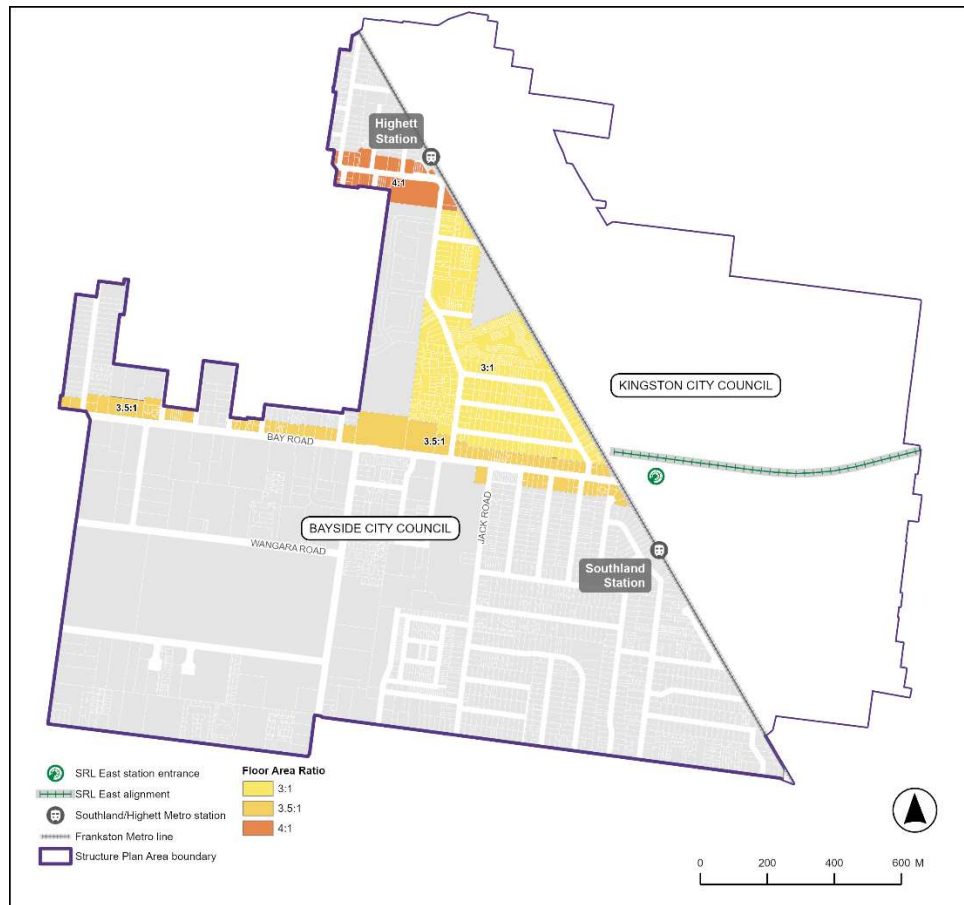 Highett
Station
4:1
3:1
KINGSTON CITY COUNCIL
3.5:1
3.5:1
BAY ROAD
JACK ROAD
BAYSIDE CITY COUNCIL
WANGARA ROAD
Southland
Station
SRL East station entrance
SRL East alignment
Southland/Highett Metro station
Frankston Metro line
Structure Plan Area boundary
Floor Area Ratio
3:1
3.5:1
4:1
0 200 400 600 M